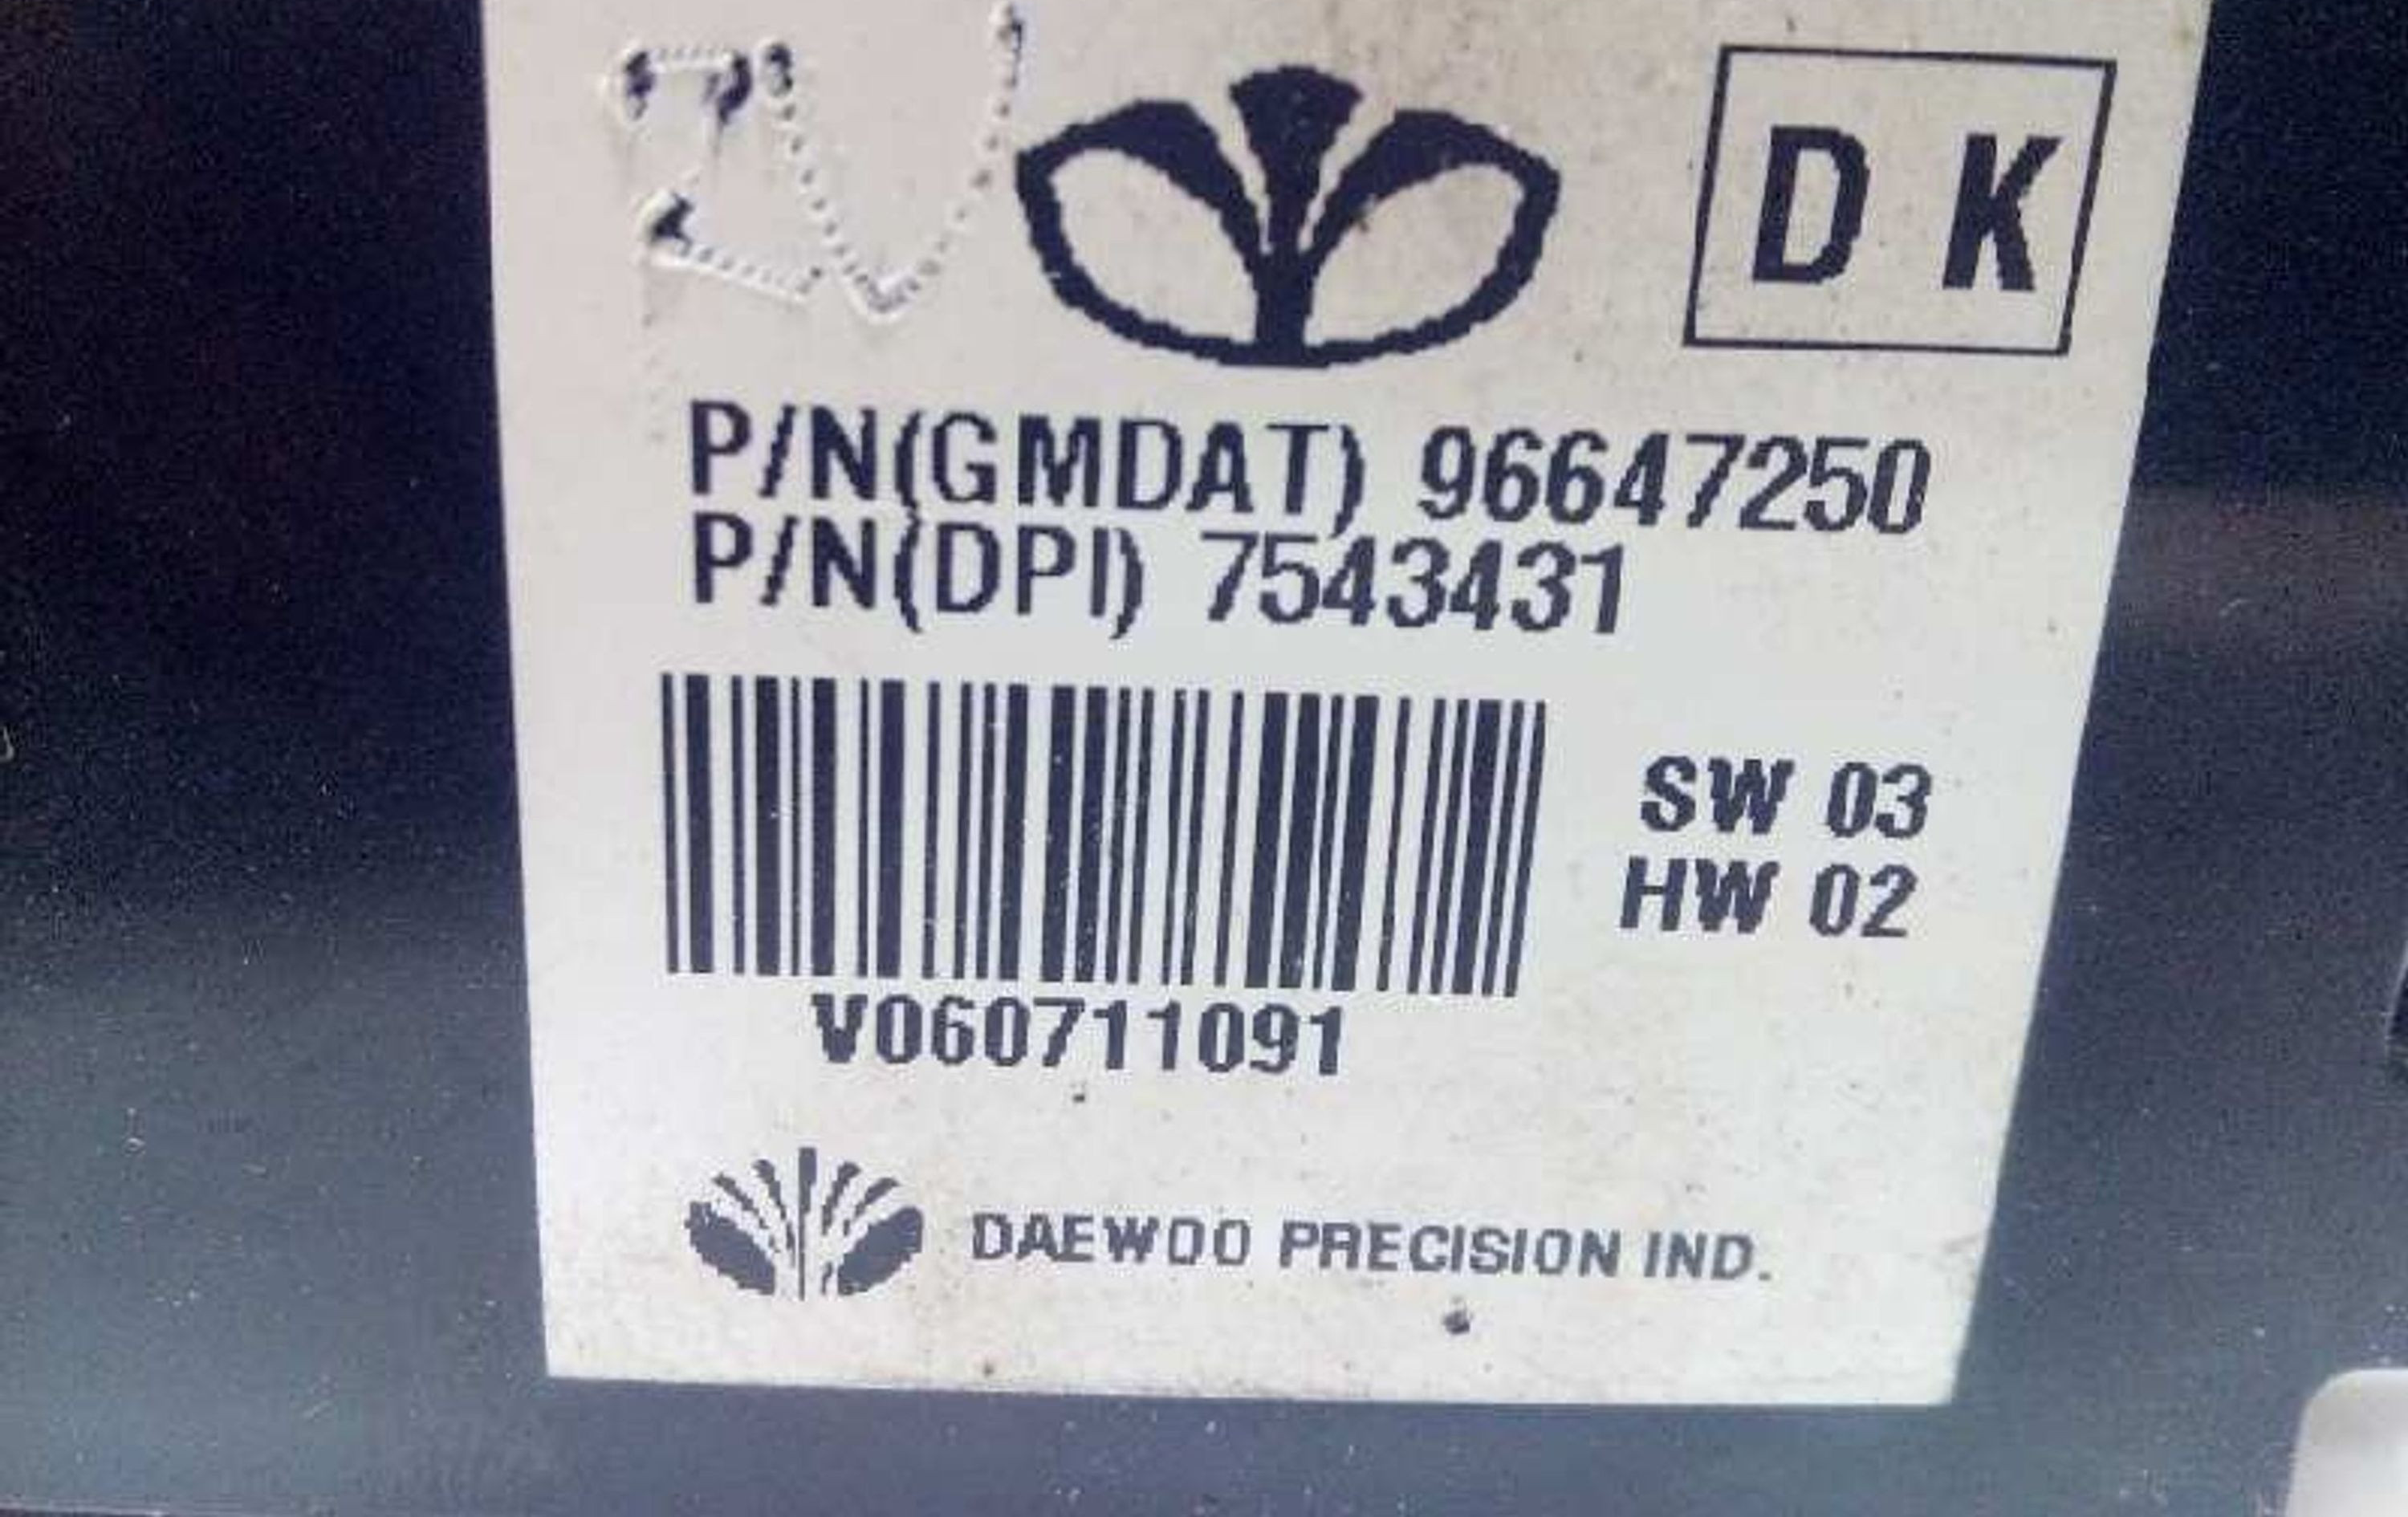 D K
P/N(GMDAT) 96647250
P/N(DPI) 7543431
SW 03
HW 02
V060711091
DAEWOO PRECISION IND.